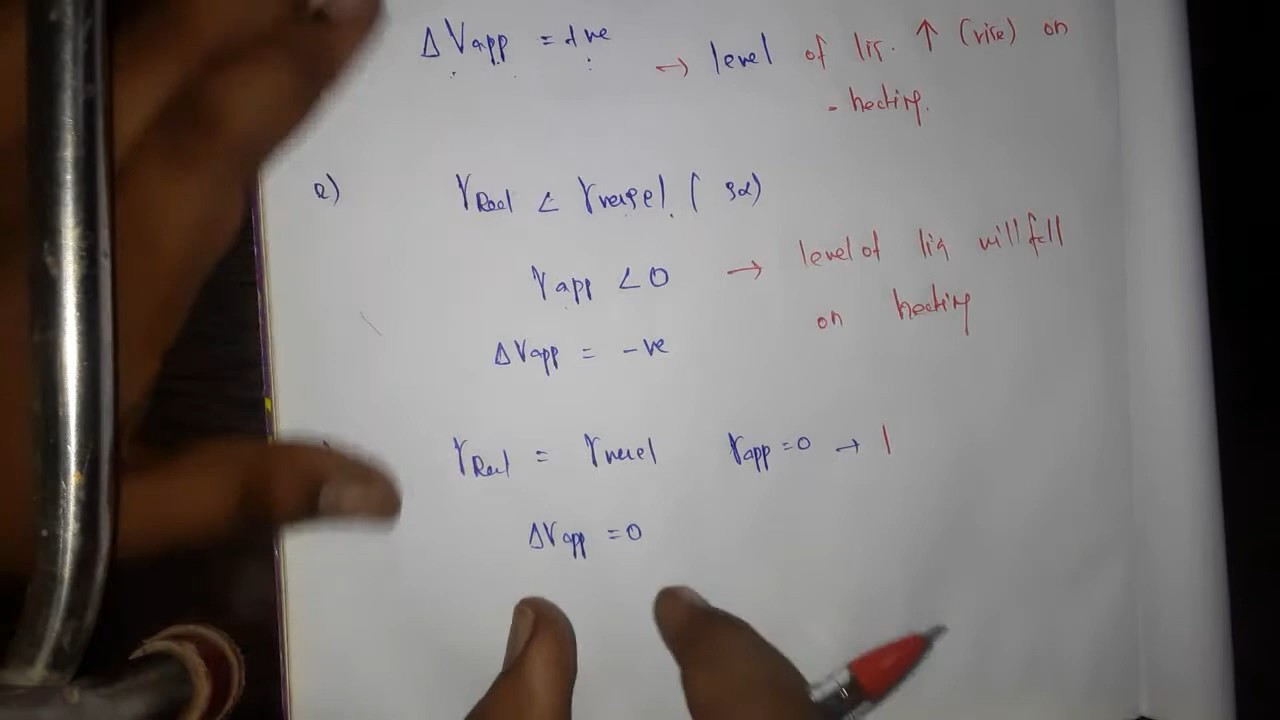 ΔVapp = +ve → level of liq. ↑ (rise) on
- heating.
2) γReal < γvessel ( 3α)
γapp < 0 → level of liq will fall
on heating
ΔVapp = -ve
γReal = γvessel γapp = 0 →
ΔVapp = 0